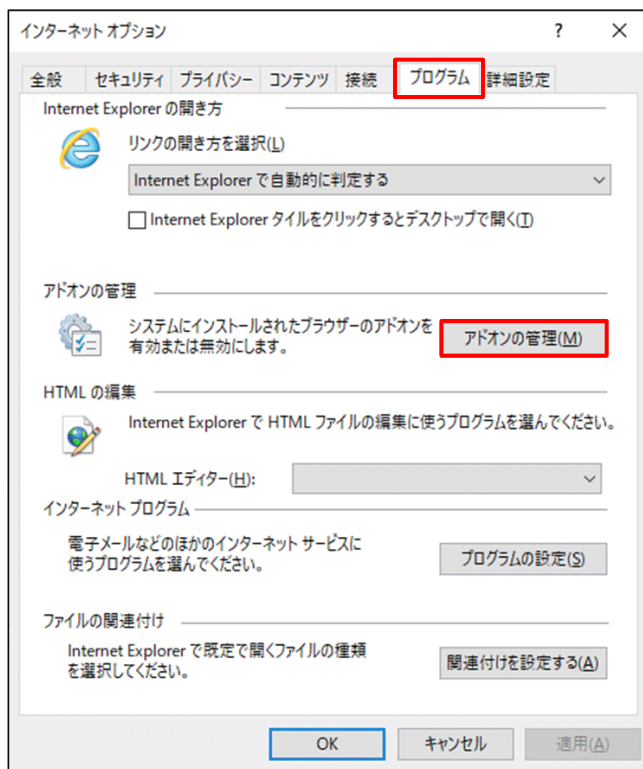 インターネット オプション
? ×
全般 セキュリティ プライバシー コンテンツ 接続 プログラム 詳細設定
Internet Explorer の開き方
リンクの開き方を選択(L)
Internet Explorer で自動的に判定する
Internet Explorer タイルをクリックするとデスクトップで開く(T)
アドオンの管理
システムにインストールされたブラウザーのアドオンを
有効または無効にします。
アドオンの管理(M)
HTML の編集
Internet Explorer で HTML ファイルの編集に使うプログラムを選んでください。
HTML エディター(H):
インターネット プログラム
電子メールなどのほかのインターネット サービスに
使うプログラムを選んでください。
プログラムの設定(S)
ファイルの関連付け
Internet Explorer で既定で開くファイルの種類
を選択してください。
関連付けを設定する(A)
OK キャンセル 適用(A)